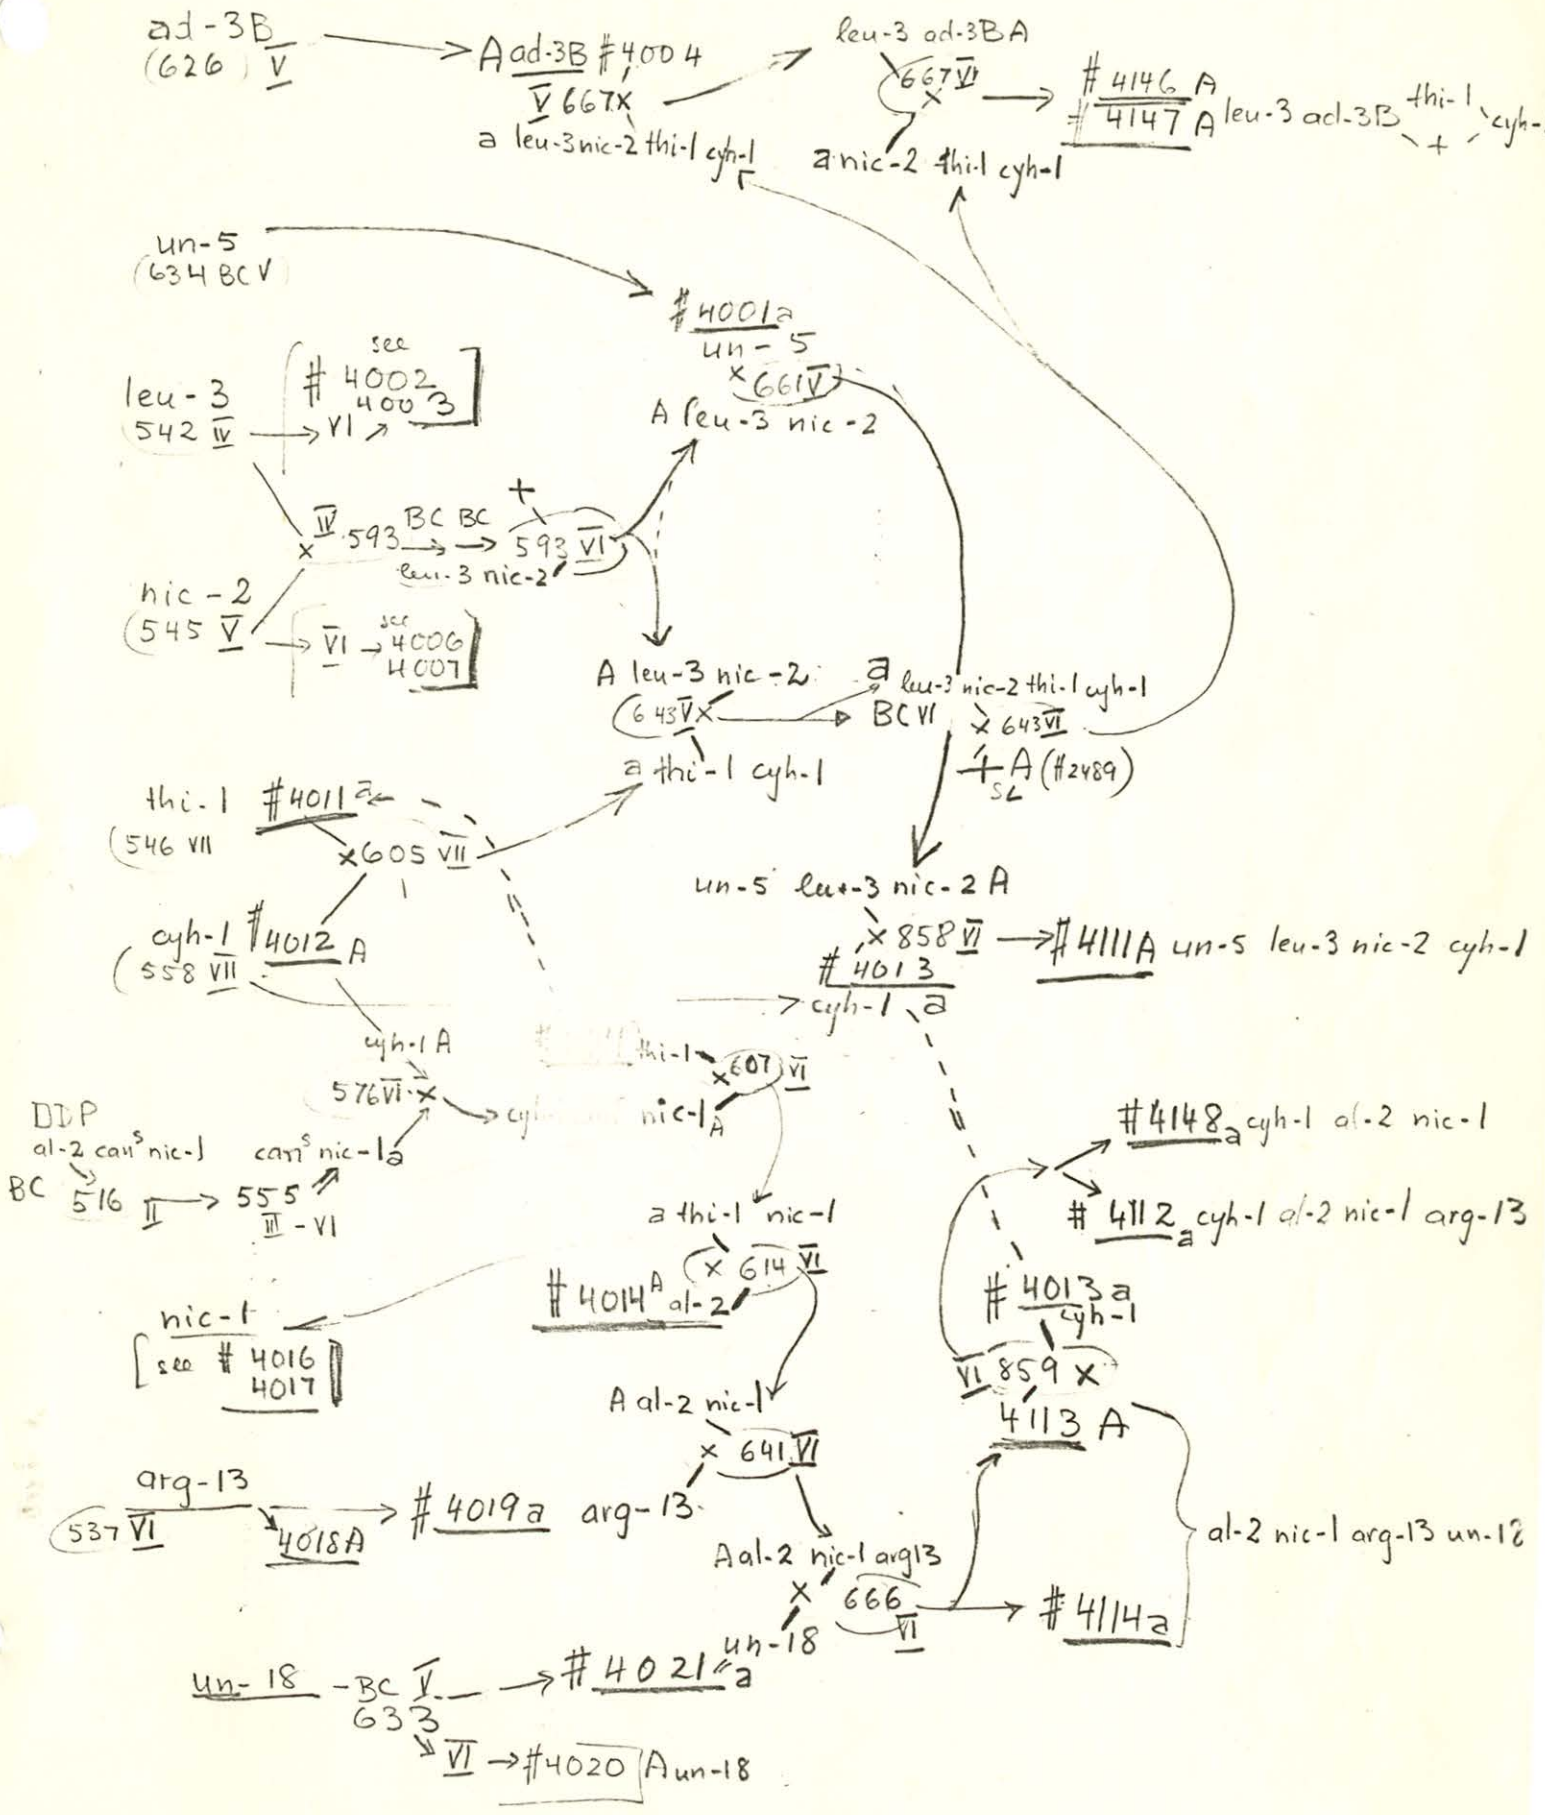 ad-3B
(626) V
A ad-3B #4004
V 667X
a leu-3 nic-2 thi-1 cyh-1
leu-3 ad-3B A
667 VI
X
a nic-2 thi-1 cyh-1
# 4146 A
# 4147 A leu-3 ad-3B thi-1 cyh-
+
un-5
(634 BC V)
# 4001a
un-5
x 661 V
A leu-3 nic-2
leu-3
542 IV
see
# 4002
4003
VI
x IV 593 BC BC
+
593 VI
leu-3 nic-2
nic-2
(545 V
VI
see
4006
4007
A leu-3 nic-2
(643 V X
a thi-1 cyh-1
a leu-3 nic-2 thi-1 cyh-1
BC VI
x 643 VI
+ A (#2489)
SL
thi-1 #4011 a
(546 VII
x 605 VII
cyh-1 #4012 A
(558 VII
un-5 leu-3 nic-2 A
x 858 VI
# 4013
cyh-1 a
#4111A un-5 leu-3 nic-2 cyh-1
cyh-1 A
576 VI x
thi-1
x 607 VI
nic-1 A
DDP
al-2 canˢ nic-1
BC 516 II
canˢ nic-1a
555
III - VI
#4148 a cyh-1 al-2 nic-1
# 4112 a cyh-1 al-2 nic-1 arg-13
a thi-1 nic-1
(x 614 VI
# 4014 A al-2
nic-1
[see # 4016
4017]
# 4013 a
cyh-1
VI 859 x
4113 A
A al-2 nic-1
x 641 VI
arg-13
537 VI
4018A
# 4019a arg-13
A al-2 nic-1 arg13
x 666
VI
un-18
# 4114a
al-2 nic-1 arg-13 un-18
un-18 - BC V
633
# 4021 a
VI
#4020 A un-18